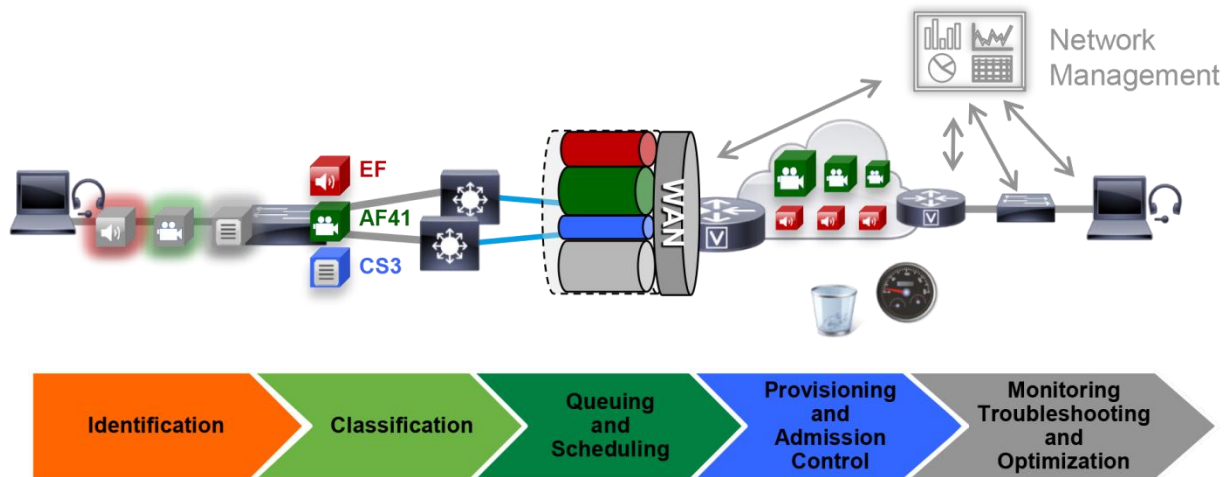 Network
Management
EF
AF41
CS3
WAN
V
V
Identification
Classification
Queuing
and
Scheduling
Provisioning
and
Admission
Control
Monitoring
Troubleshooting
and
Optimization